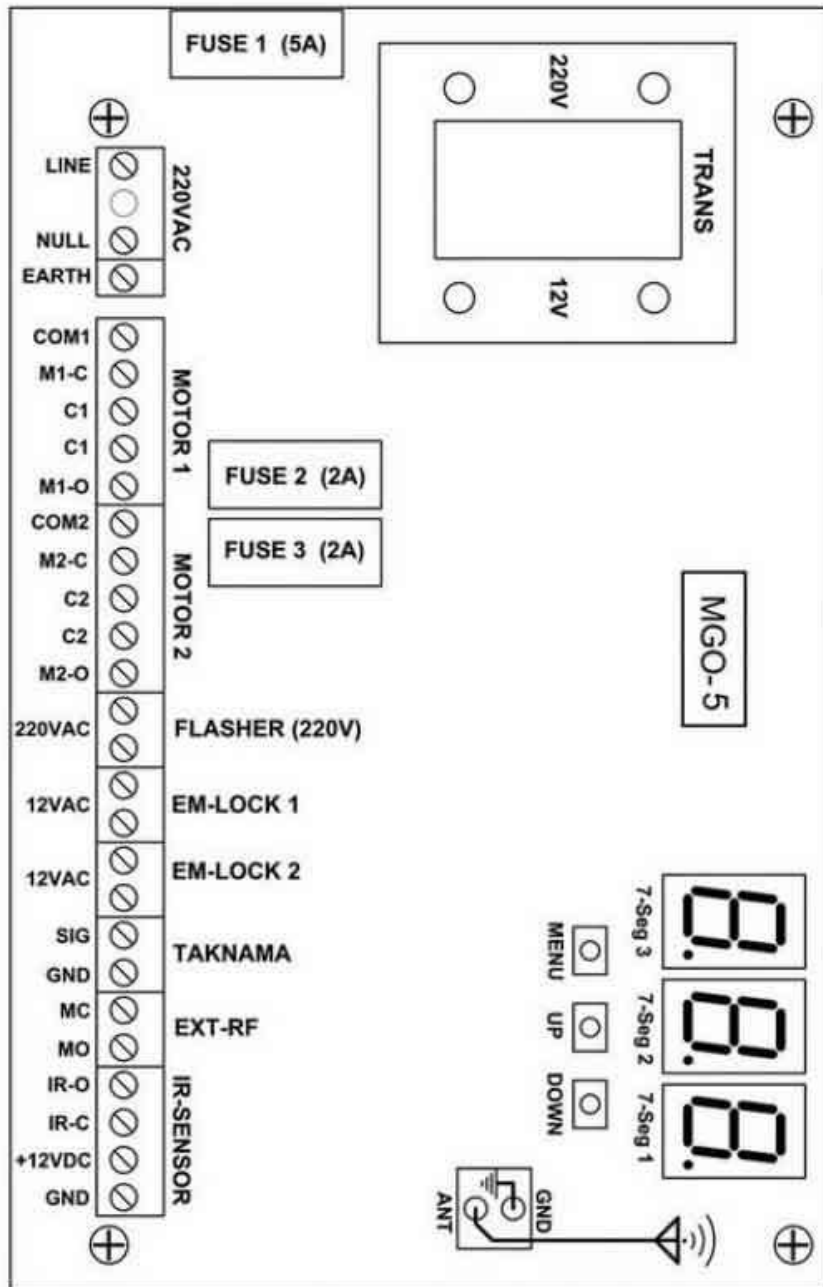 FUSE 1 (5A)
220V
TRANS
12V
LINE
NULL
EARTH
220VAC
COM1
M1-C
C1
C1
M1-O
MOTOR 1
FUSE 2 (2A)
FUSE 3 (2A)
COM2
M2-C
C2
C2
M2-O
MOTOR 2
MGO-5
220VAC
FLASHER (220V)
12VAC
EM-LOCK 1
12VAC
EM-LOCK 2
SIG
GND
TAKNAMA
MC
MO
EXT-RF
IR-O
IR-C
+12VDC
GND
IR-SENSOR
MENU
UP
DOWN
7-Seg 3
8.
7-Seg 2
8.
7-Seg 1
8.
ANT
GND